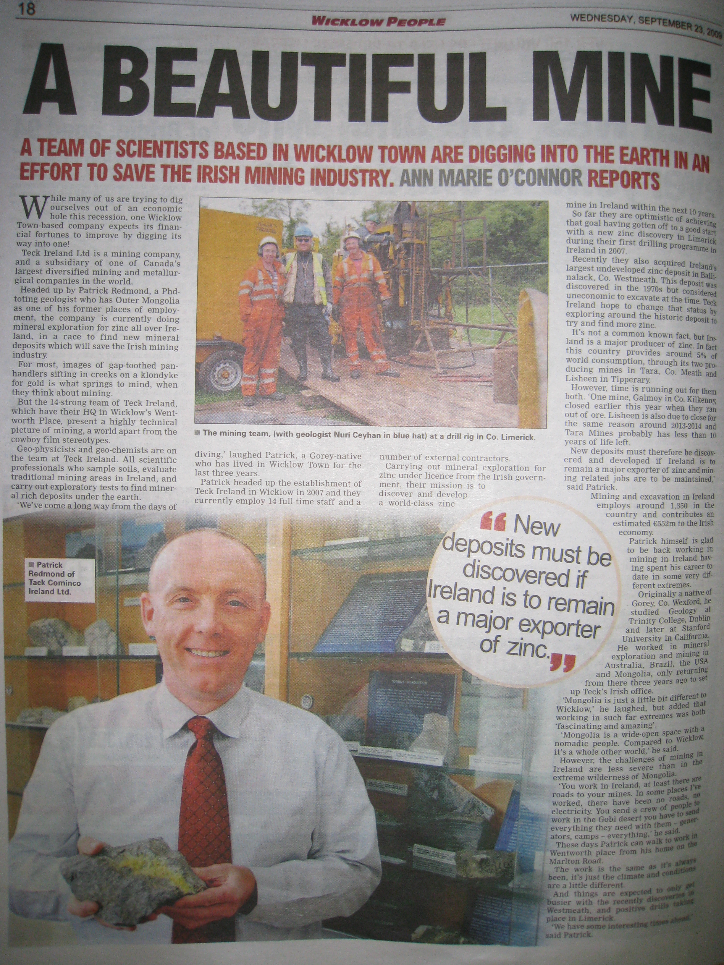 18
WICKLOW PEOPLE
WEDNESDAY, SEPTEMBER 23, 2009
A BEAUTIFUL MINE
A TEAM OF SCIENTISTS BASED IN WICKLOW TOWN ARE DIGGING INTO THE EARTH IN AN
EFFORT TO SAVE THE IRISH MINING INDUSTRY. ANN MARIE O'CONNOR REPORTS
While many of us are trying to dig
ourselves out of an economic
hole this recession, one Wicklow
Town-based company expects its finan-
cial fortunes to improve by digging its
way into one!
Teck Ireland Ltd is a mining company,
and a subsidiary of one of Canada's
largest diversified mining and metallur-
gical companies in the world.
Headed up by Patrick Redmond, a Phd-
toting geologist who has Outer Mongolia
as one of his former places of employ-
ment, the company is currently doing
mineral exploration for zinc all over Ire-
land, in a race to find new mineral
deposits which will save the Irish mining
industry.
For most, images of gap-toothed pan-
handlers sifting in creeks on a klondyke
for gold is what springs to mind, when
they think about mining.
But the 14-strong team of Teck Ireland,
which have their HQ in Wicklow's Went-
worth Place, present a highly technical
picture of mining, a world apart from the
cowboy film stereotypes.
Geo-physicists and geo-chemists are on
the team at Teck Ireland. All scientific
professionals who sample soils, evaluate
traditional mining areas in Ireland, and
carry out exploratory tests to find miner-
al rich deposits under the earth.
'We've come a long way from the days of
The mining team, (with geologist Nuri Ceyhan in blue hat) at a drill rig in Co. Limerick.
diving,' laughed Patrick, a Gorey-native
who has lived in Wicklow Town for the
last three years.
Patrick headed up the establishment of
Teck Ireland in Wicklow in 2007 and they
currently employ 14 full time staff and a
number of external contractors.
Carrying out mineral exploration for
zinc under licence from the Irish govern-
ment, their mission is to
discover and develop
a world-class zinc
mine in Ireland within the next 10 years.
So far they are optimistic of achieving
that goal having gotten off to a good start
with a new zinc discovery in Limerick
during their first drilling programme in
Ireland in 2007.
Recently they also acquired Ireland's
largest undeveloped zinc deposit in Balli-
nalack, Co. Westmeath. This deposit was
discovered in the 1970s but considered
uneconomic to excavate at the time. Teck
Ireland hope to change that status by
exploring around the historic deposit to
try and find more zinc.
It's not a common known fact, but Ire-
land is a major producer of zinc. In fact
this country provides around 5% of
world consumption, through its two pro-
ducing mines in Tara, Co. Meath and
Lisheen in Tipperary.
However, time is running out for them
both. 'One mine, Galmoy in Co. Kilkenny,
closed earlier this year when they ran
out of ore. Lisheen is also due to close for
the same reason around 2013-2014 and
Tara Mines probably has less than 10
years of life left.
New deposits must therefore be discov-
ered and developed if Ireland is to
remain a major exporter of zinc and min-
ing related jobs are to be maintained,'
said Patrick.
Mining and excavation in Ireland
employs around 1,350 in the
country and contributes an
estimated €552m to the Irish
economy.
Patrick himself is glad
to be back working in
mining in Ireland hav-
ing spent his career to
date in some very dif-
ferent extremes.
Originally a native of
Gorey, Co. Wexford, he
studied Geology at
Trinity College, Dublin
and later at Stanford
University in California.
He worked in mineral
exploration and mining in
Australia, Brazil, the USA
and Mongolia, only returning
from there three years ago to set
up Teck's Irish office.
'Mongolia is just a little bit different to
Wicklow,' he laughed, but added that
working in such far extremes was both
'fascinating and amazing'.
'Mongolia is a wide-open space with a
nomadic people. Compared to Wicklow,
it's a whole other world,' he said.
However, the challenges of mining in
Ireland are less severe than in the
extreme wilderness of Mongolia.
'You work in Ireland, at least there are
roads to your mines. In some places I've
worked, there have been no roads, no
electricity. You send a crew of people to
work in the Gobi desert you have to send
everything they need with them – gener-
ators, camps – everything,' he said.
These days Patrick can walk to work in
Wentworth place from his home on the
Marlton Road.
'The work is the same as it's always
been, it's just the climate and conditions
are a little different.
And things are expected to only get
busier with the recently discovered
Westmeath, and positive drills taking
place in Limerick.
'We have some interesting times ahead,'
said Patrick.
Patrick
Redmond of
Tack Cominco
Ireland Ltd.
“ New
deposits must be
discovered if
Ireland is to remain
a major exporter
of zinc.”